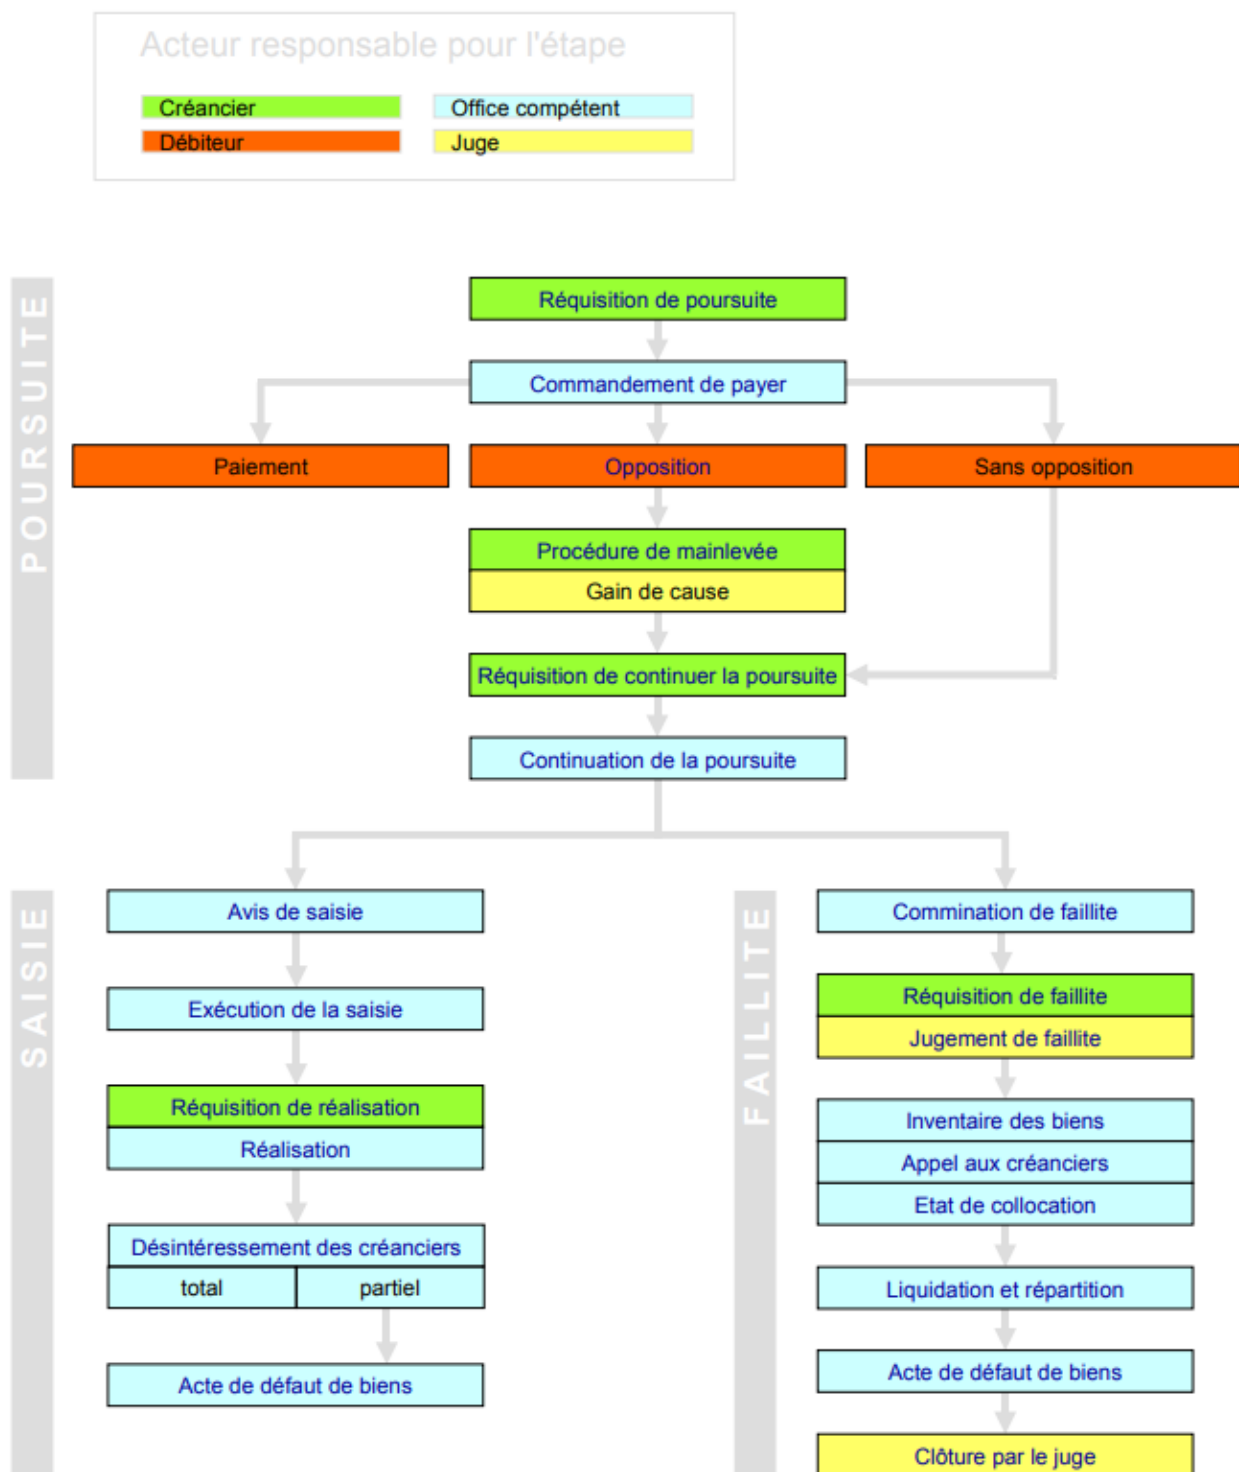 Acteur responsable pour l'étape
Créancier
Office compétent
Débiteur
Juge
POURSUITE
Réquisition de poursuite
Commandement de payer
Paiement
Opposition
Sans opposition
Procédure de mainlevée
Gain de cause
Réquisition de continuer la poursuite
Continuation de la poursuite
SAISIE
Avis de saisie
Exécution de la saisie
Réquisition de réalisation
Réalisation
Désintéressement des créanciers
total
partiel
Acte de défaut de biens
FAILLITE
Commination de faillite
Réquisition de faillite
Jugement de faillite
Inventaire des biens
Appel aux créanciers
Etat de collocation
Liquidation et répartition
Acte de défaut de biens
Clôture par le juge